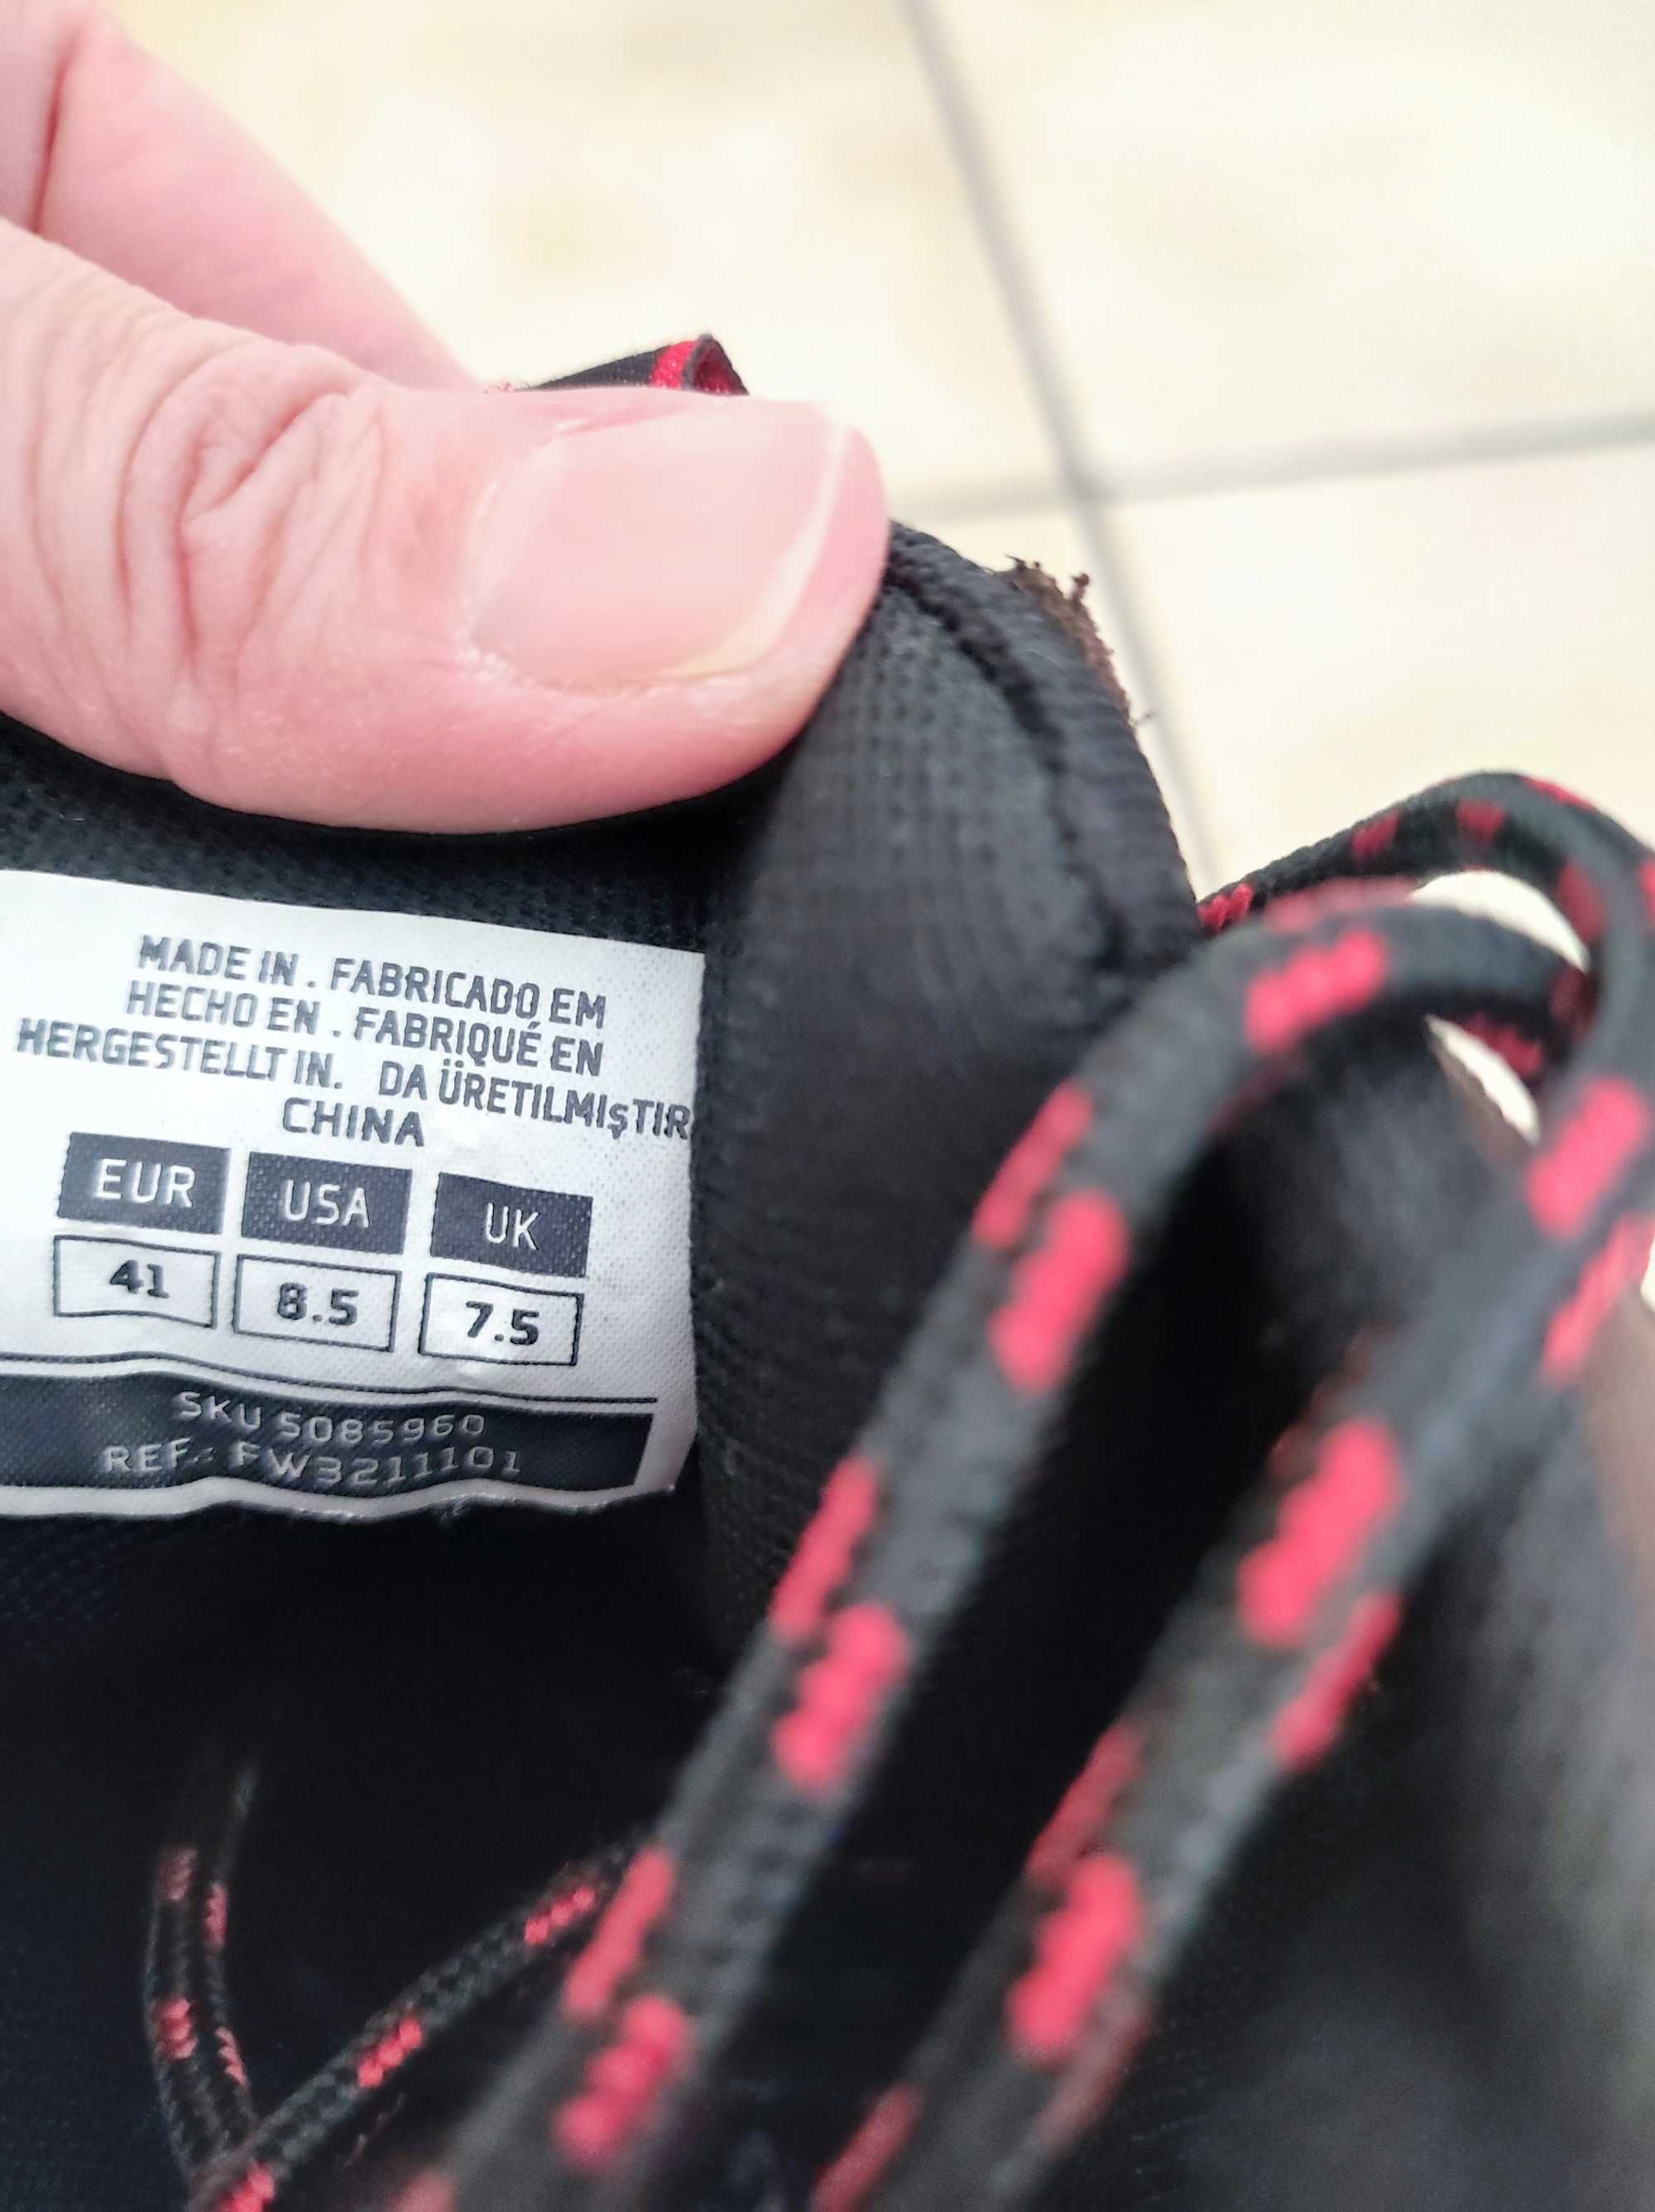 MADE IN . FABRICADO EM
HECHO EN . FABRIQUÉ EN
HERGESTELLT IN. DA ÜRETILMIŞTIR
CHINA
EUR USA UK
41 8.5 7.5
SKU 5085960
REF.: FW3211101